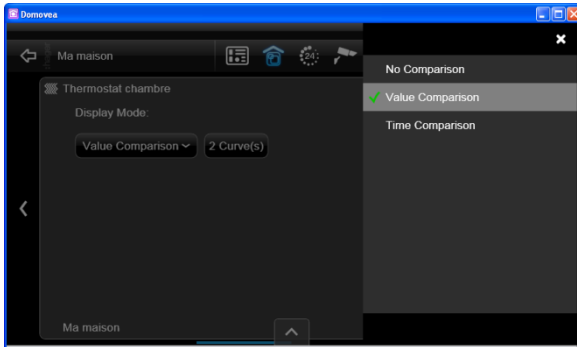 Domovea
Ma maison
24
Thermostat chambre
Display Mode:
Value Comparison
2 Curve(s)
Ma maison
No Comparison
Value Comparison
Time Comparison